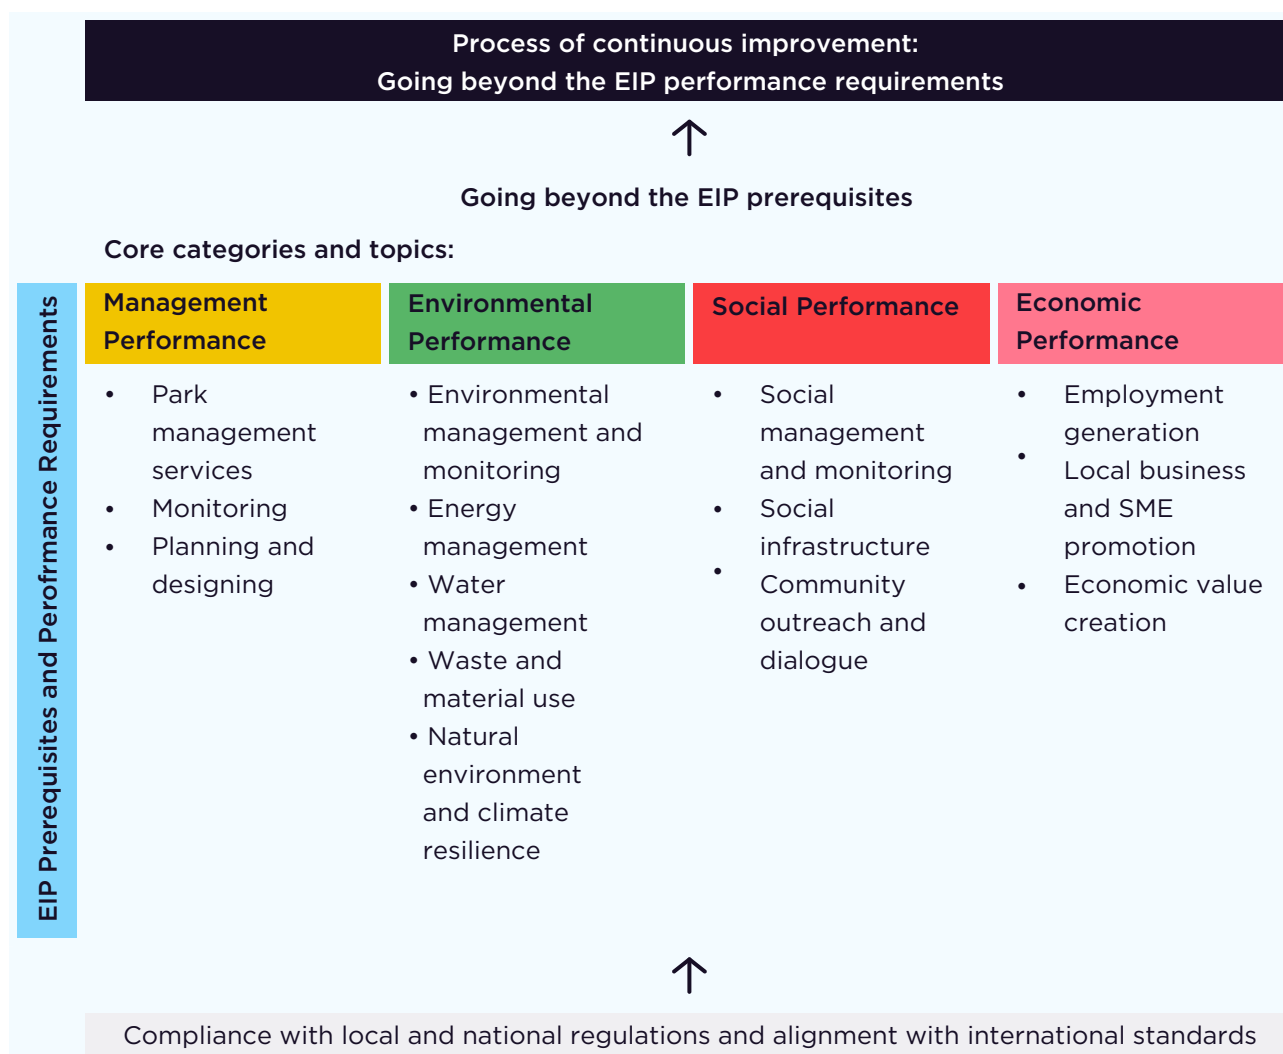 Process of continuous improvement:
Going beyond the EIP performance requirements
Going beyond the EIP prerequisites
Core categories and topics:
EIP Prerequisites and Perofrmance Requirements
Management
Performance
• Park
management
services
• Monitoring
• Planning and
designing
Environmental
Performance
• Environmental
management and
monitoring
• Energy
management
• Water
management
• Waste and
material use
• Natural
environment
and climate
resilience
Social Performance
• Social
management
and monitoring
• Social
infrastructure
• Community
outreach and
dialogue
Economic
Performance
• Employment
generation
• Local business
and SME
promotion
• Economic value
creation
Compliance with local and national regulations and alignment with international standards